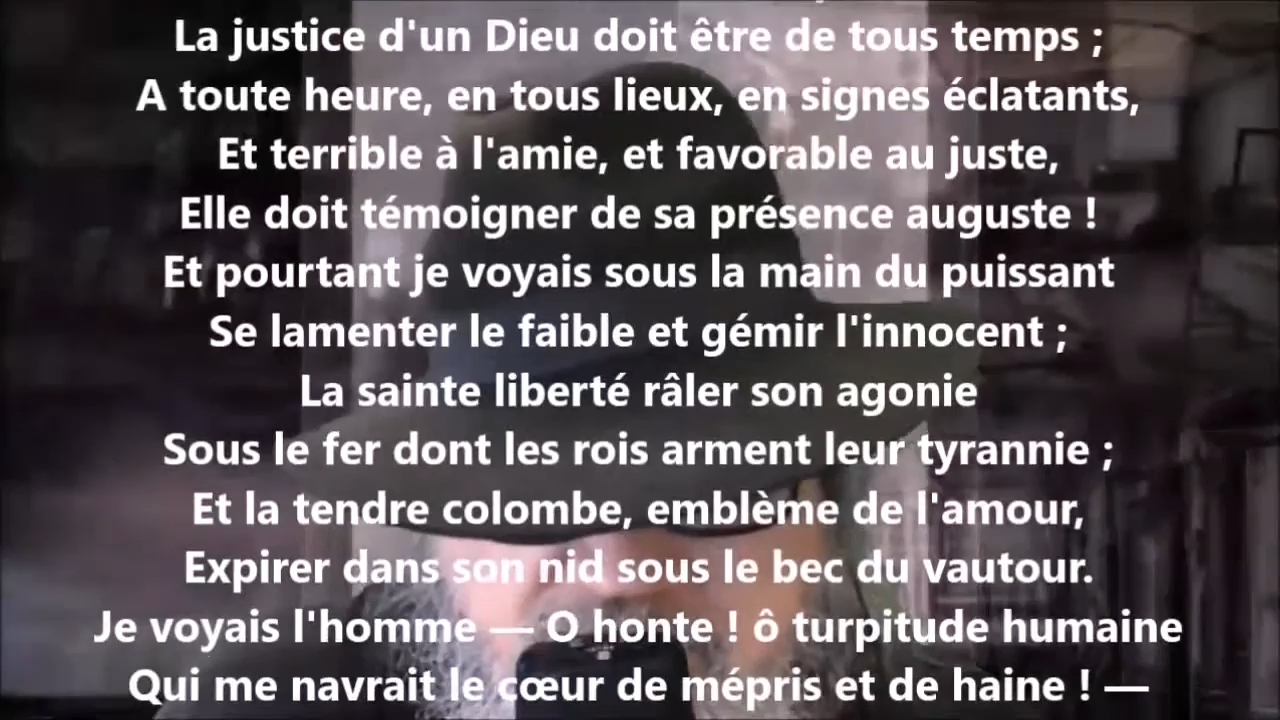 La justice d'un Dieu doit être de tous temps ;
A toute heure, en tous lieux, en signes éclatants,
Et terrible à l'amie, et favorable au juste,
Elle doit témoigner de sa présence auguste !
Et pourtant je voyais sous la main du puissant
Se lamenter le faible et gémir l'innocent ;
La sainte liberté râler son agonie
Sous le fer dont les rois arment leur tyrannie ;
Et la tendre colombe, emblème de l'amour,
Expirer dans son nid sous le bec du vautour.
Je voyais l'homme — O honte ! ô turpitude humaine
Qui me navrait le cœur de mépris et de haine ! —